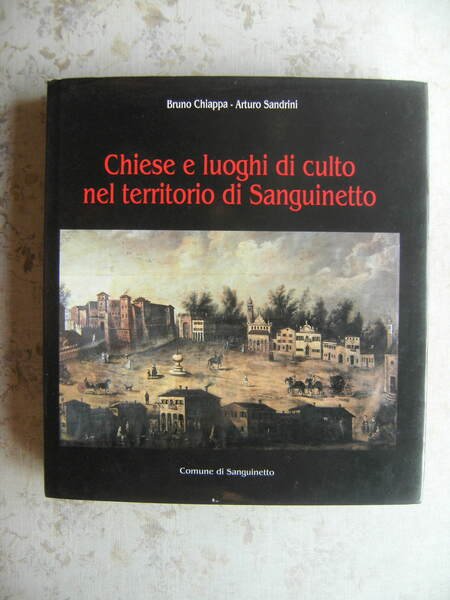 Bruno Chiappa - Arturo Sandrini
Chiese e luoghi di culto
nel territorio di Sanguinetto
Comune di Sanguinetto